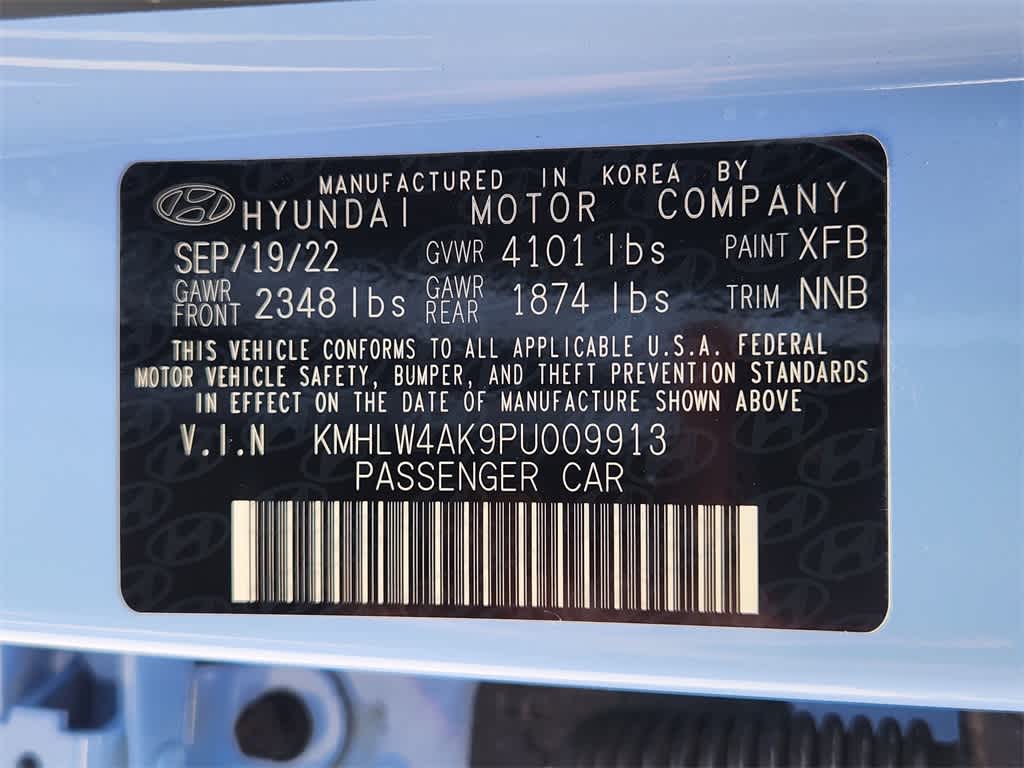 MANUFACTURED IN KOREA BY
HYUNDAI MOTOR COMPANY
SEP/19/22 GVWR 4101 lbs PAINT XFB
GAWR FRONT 2348 lbs GAWR REAR 1874 lbs TRIM NNB
THIS VEHICLE CONFORMS TO ALL APPLICABLE U.S.A. FEDERAL
MOTOR VEHICLE SAFETY, BUMPER, AND THEFT PREVENTION STANDARDS
IN EFFECT ON THE DATE OF MANUFACTURE SHOWN ABOVE
V.I.N KMHLW4AK9PU009913
PASSENGER CAR